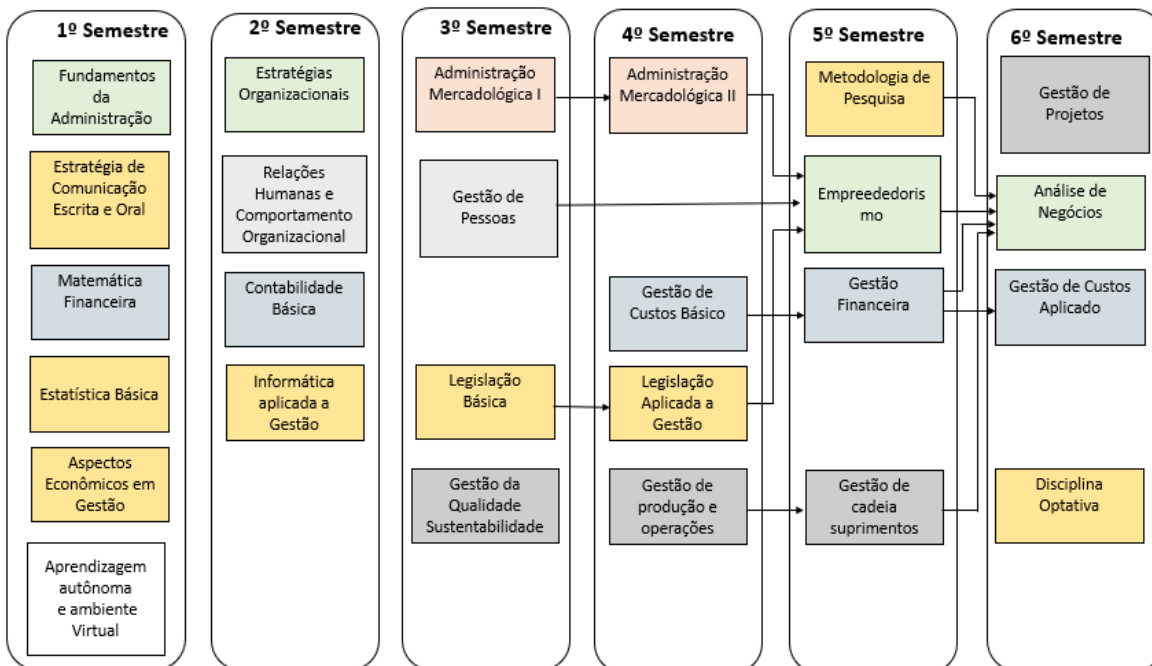 1º Semestre
Fundamentos
da
Administração
Estratégia de
Comunicação
Escrita e Oral
Matemática
Financeira
Estatística Básica
Aspectos
Econômicos em
Gestão
Aprendizagem
autônoma
e ambiente
Virtual
2º Semestre
Estratégias
Organizacionais
Relações
Humanas e
Comportamento
Organizacional
Contabilidade
Básica
Informática
aplicada a
Gestão
3º Semestre
Administração
Mercadológica I
Gestão
de Pessoas
Legislação
Básica
Gestão da
Qualidade
Sustentabilidade
4º Semestre
Administração
Mercadológica II
Gestão de
Custos Básico
Legislação
Aplicada a
Gestão
Gestão de
produção e
operações
5º Semestre
Metodologia de
Pesquisa
Empreededoris
mo
Gestão
Financeira
Gestão de
cadeia
suprimentos
6º Semestre
Gestão de
Projetos
Análise de
Negócios
Gestão de Custos
Aplicado
Disciplina
Optativa